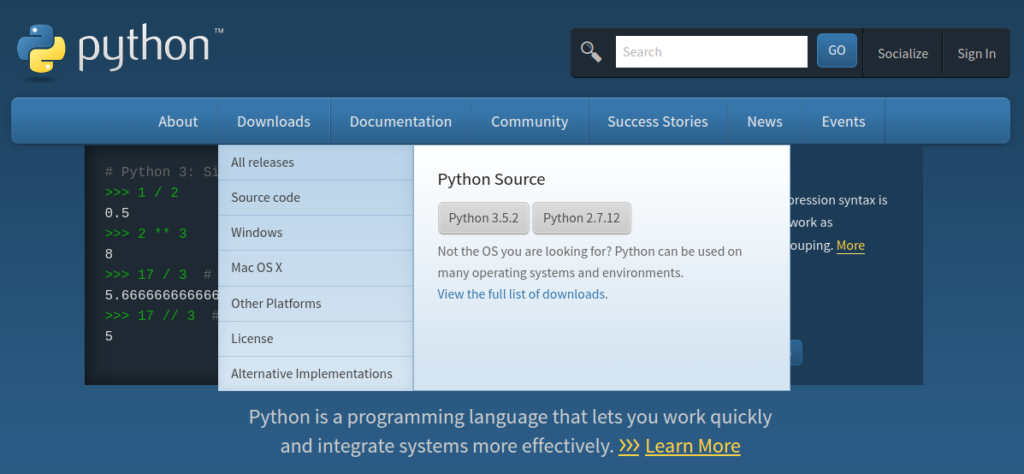 python™
Search
GO
Socialize
Sign In
About
Downloads
Documentation
Community
Success Stories
News
Events
# Python 3:
>>> 1 / 2
0.5
>>> 2 ** 3
8
>>> 17 / 3 #
5.666666666666
>>> 17 // 3 #
5
All releases
Source code
Windows
Mac OS X
Other Platforms
License
Alternative Implementations
Python Source
Python 3.5.2
Python 2.7.12
Not the OS you are looking for? Python can be used on
many operating systems and environments.
View the full list of downloads.
syntax is
work as
More
Python is a programming language that lets you work quickly
and integrate systems more effectively. >>> Learn More